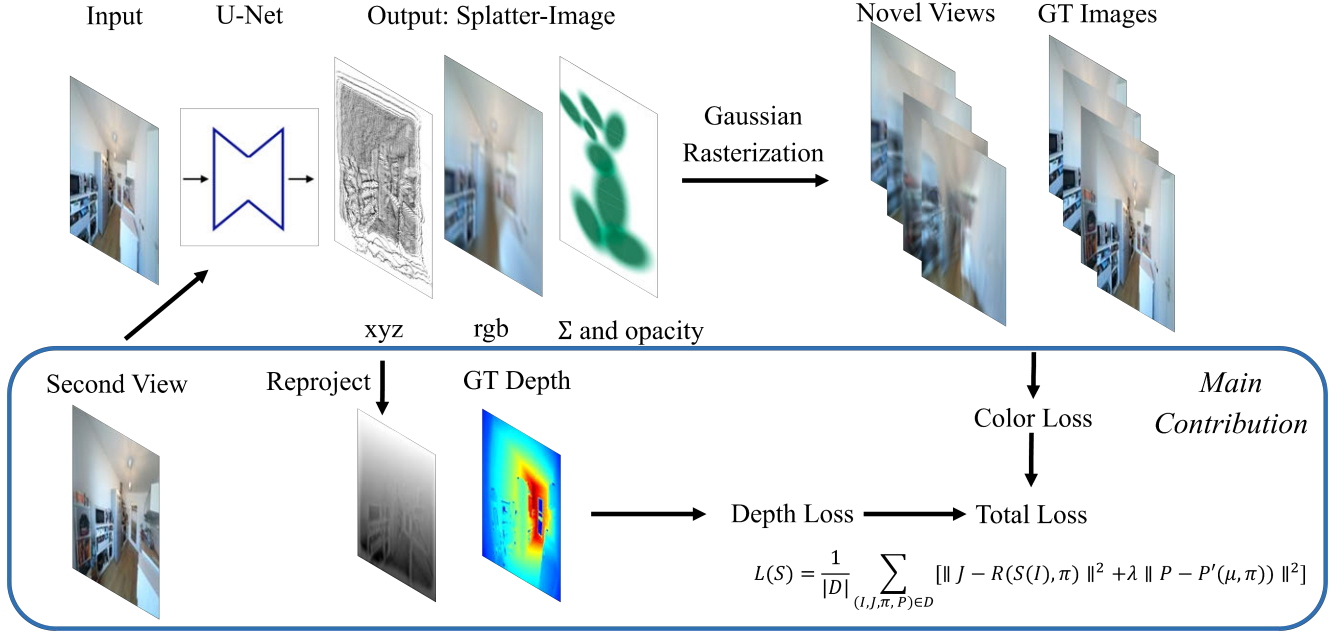 Input
U-Net
Output: Splatter-Image
Novel Views
GT Images
Gaussian
Rasterization
xyz
rgb
Σ and opacity
Second View
Reproject
GT Depth
Main
Contribution
Color Loss
Depth Loss
Total Loss
L(S) = 1/|D| ∑_{(I,J,π,P)∈D} [‖ J − R(S(I), π) ‖² +λ ‖ P − P′(μ, π)) ‖²]